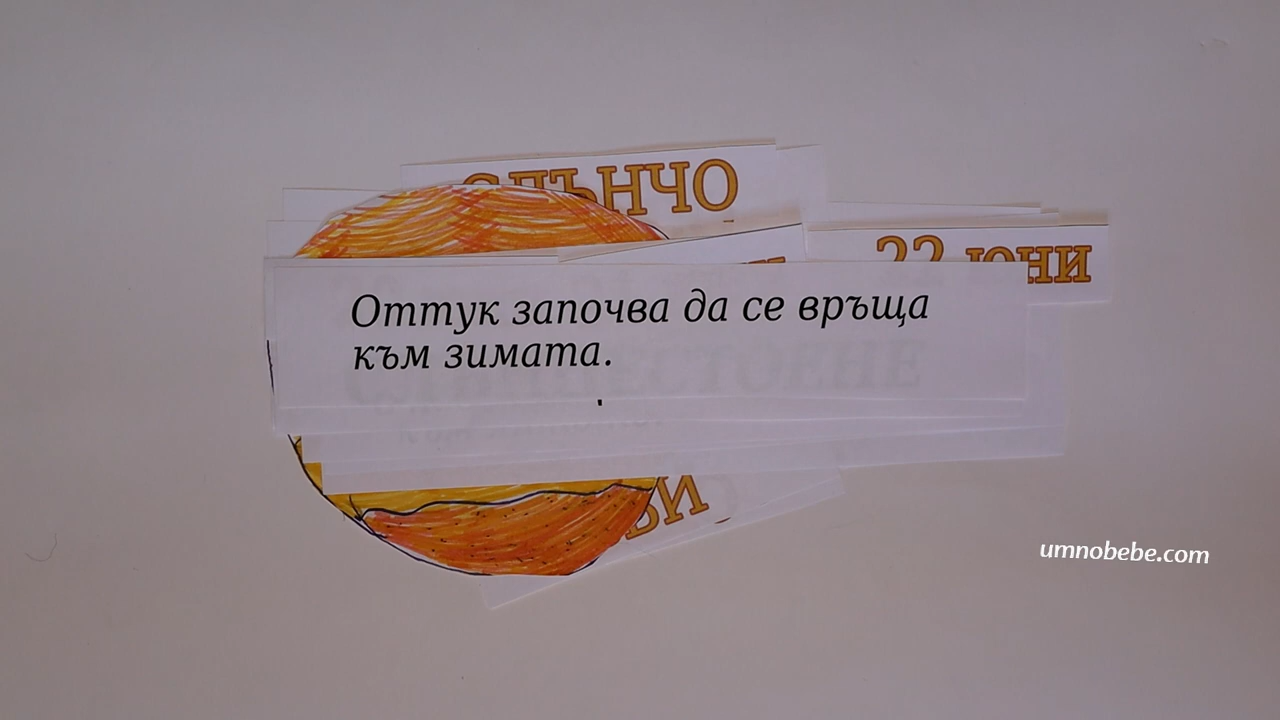 СЛЪНЧО
22 юни
Оттук започва да се връща
към зимата.
umnobebe.com